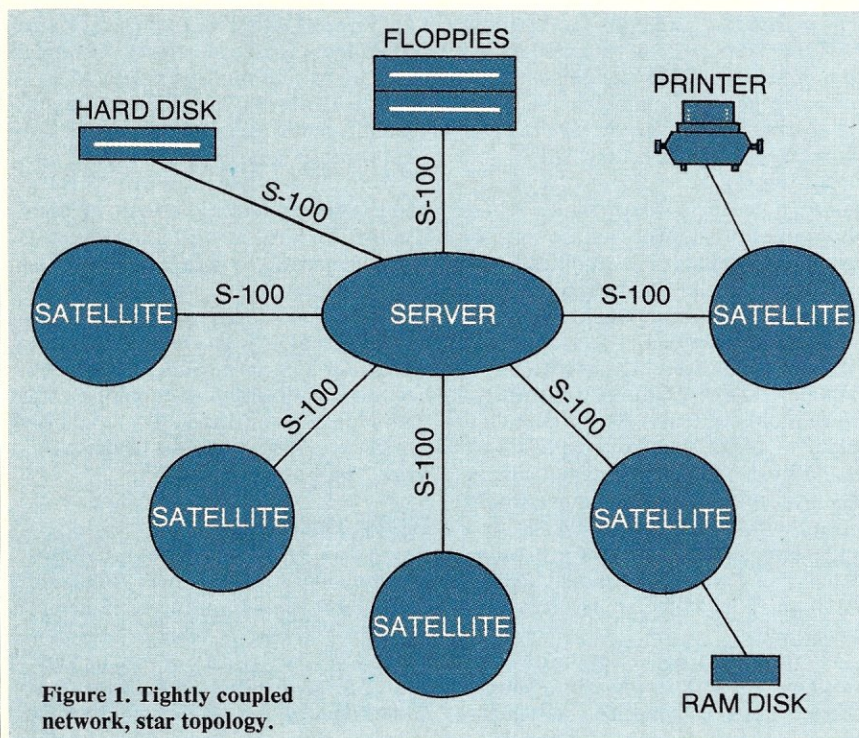 FLOPPIES
PRINTER
HARD DISK
S-100
S-100
SATELLITE
S-100
SERVER
S-100
SATELLITE
S-100
S-100
S-100
SATELLITE
SATELLITE
SATELLITE
RAM DISK
Figure 1. Tightly coupled
network, star topology.